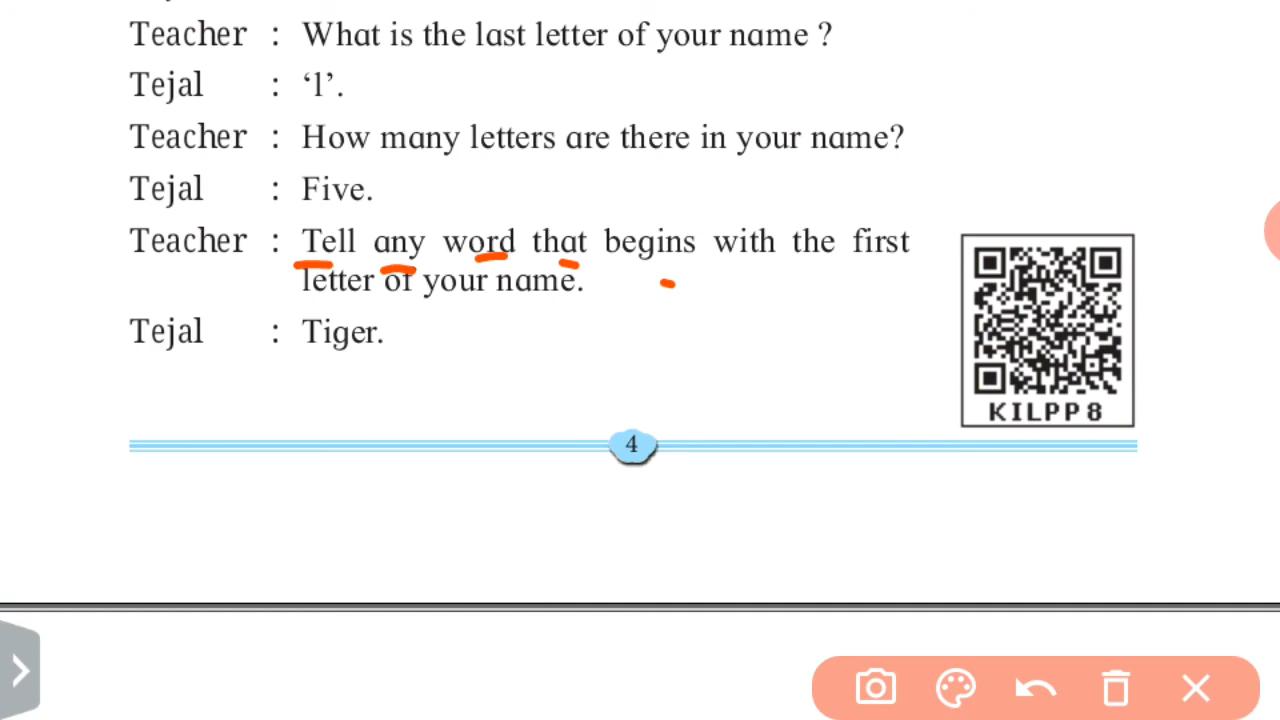 Teacher : What is the last letter of your name ?
Tejal : ‘l’.
Teacher : How many letters are there in your name?
Tejal : Five.
Teacher : Tell any word that begins with the first
letter of your name.
Tejal : Tiger.
KILPP8
4